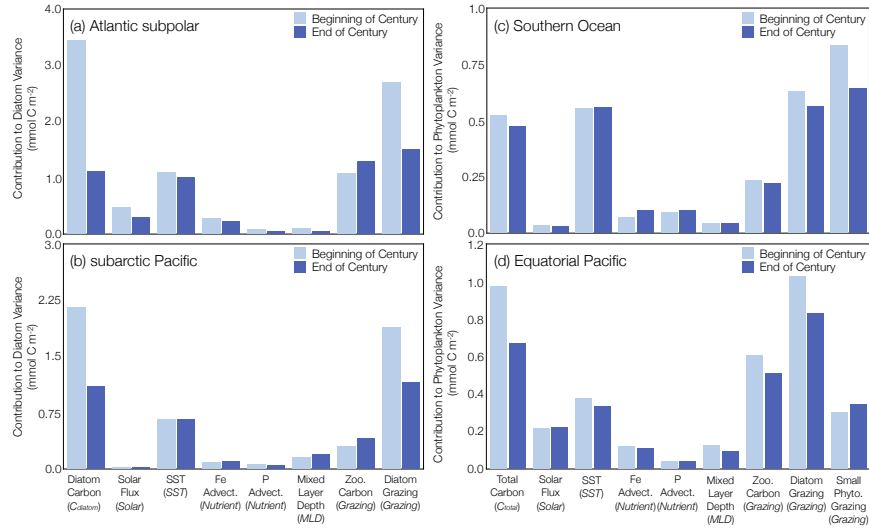 (a) Atlantic subpolar
Beginning of Century
End of Century
Contribution to Diatom Variance
(mmol C m⁻²)
4.0
3.0
2.0
1.0
0.0
(c) Southern Ocean
Beginning of Century
End of Century
Contribution to Phytoplankton Variance
(mmol C m⁻²)
1.0
0.75
0.5
0.25
0.0
(b) subarctic Pacific
Beginning of Century
End of Century
Contribution to Diatom Variance
(mmol C m⁻²)
3.0
2.25
1.5
0.75
0.0
Diatom
Carbon
(Cdiatom)
Solar
Flux
(Solar)
SST
(SST)
Fe
Advect.
(Nutrient)
P
Advect.
(Nutrient)
Mixed
Layer
Depth
(MLD)
Zoo.
Carbon
(Grazing)
Diatom
Grazing
(Grazing)
(d) Equatorial Pacific
Beginning of Century
End of Century
Contribution to Phytoplankton Variance
(mmol C m⁻²)
1.2
1.0
0.8
0.6
0.4
0.2
0.0
Total
Carbon
(Ctotal)
Solar
Flux
(Solar)
SST
(SST)
Fe
Advect.
(Nutrient)
P
Advect.
(Nutrient)
Mixed
Layer
Depth
(MLD)
Zoo.
Carbon
(Grazing)
Diatom
Grazing
(Grazing)
Small
Phyto.
Grazing
(Grazing)